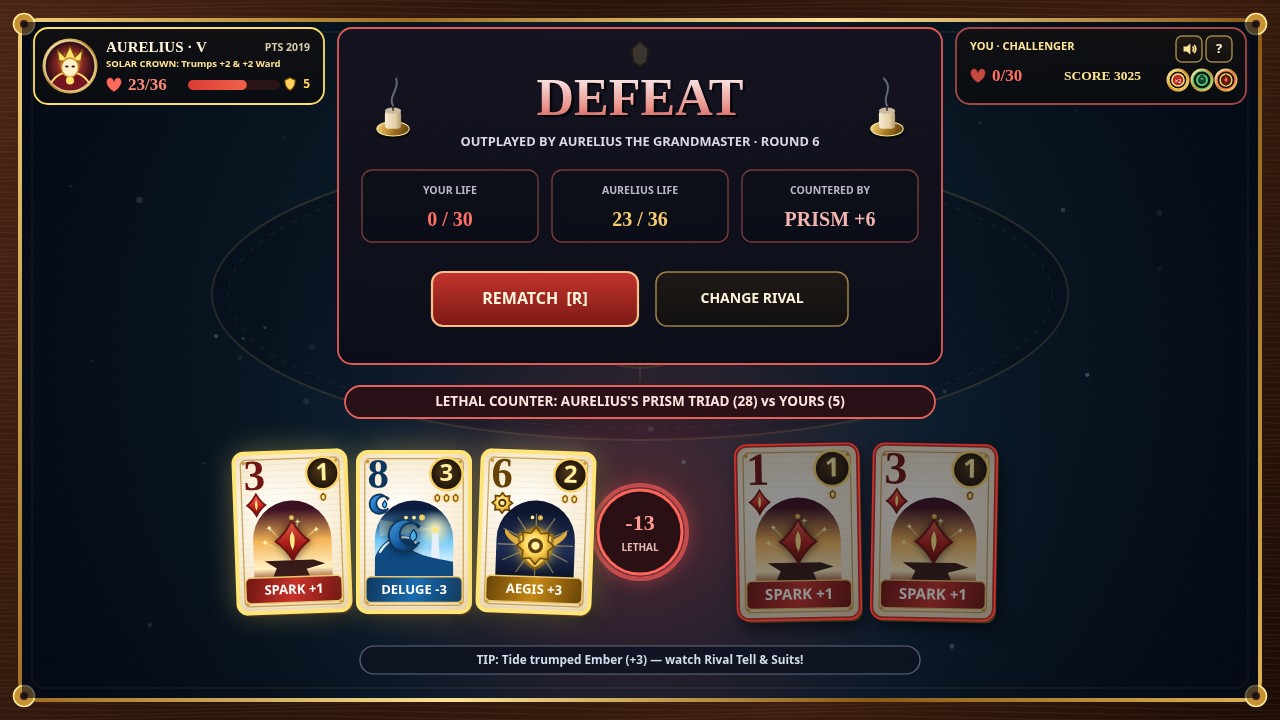 AURELIUS · V
PTS 2019
SOLAR CROWN: Trumps +2 & +2 Ward
23/36
5
DEFEAT
OUTPLAYED BY AURELIUS THE GRANDMASTER · ROUND 6
YOUR LIFE
0 / 30
AURELIUS LIFE
23 / 36
COUNTERED BY
PRISM +6
REMATCH [R]
CHANGE RIVAL
YOU · CHALLENGER
?
0/30
SCORE 3025
LETHAL COUNTER: AURELIUS'S PRISM TRIAD (28) vs YOURS (5)
3
1
SPARK +1
8
3
DELUGE -3
6
2
AEGIS +3
-13
LETHAL
1
1
SPARK +1
3
1
SPARK +1
TIP: Tide trumped Ember (+3) — watch Rival Tell & Suits!